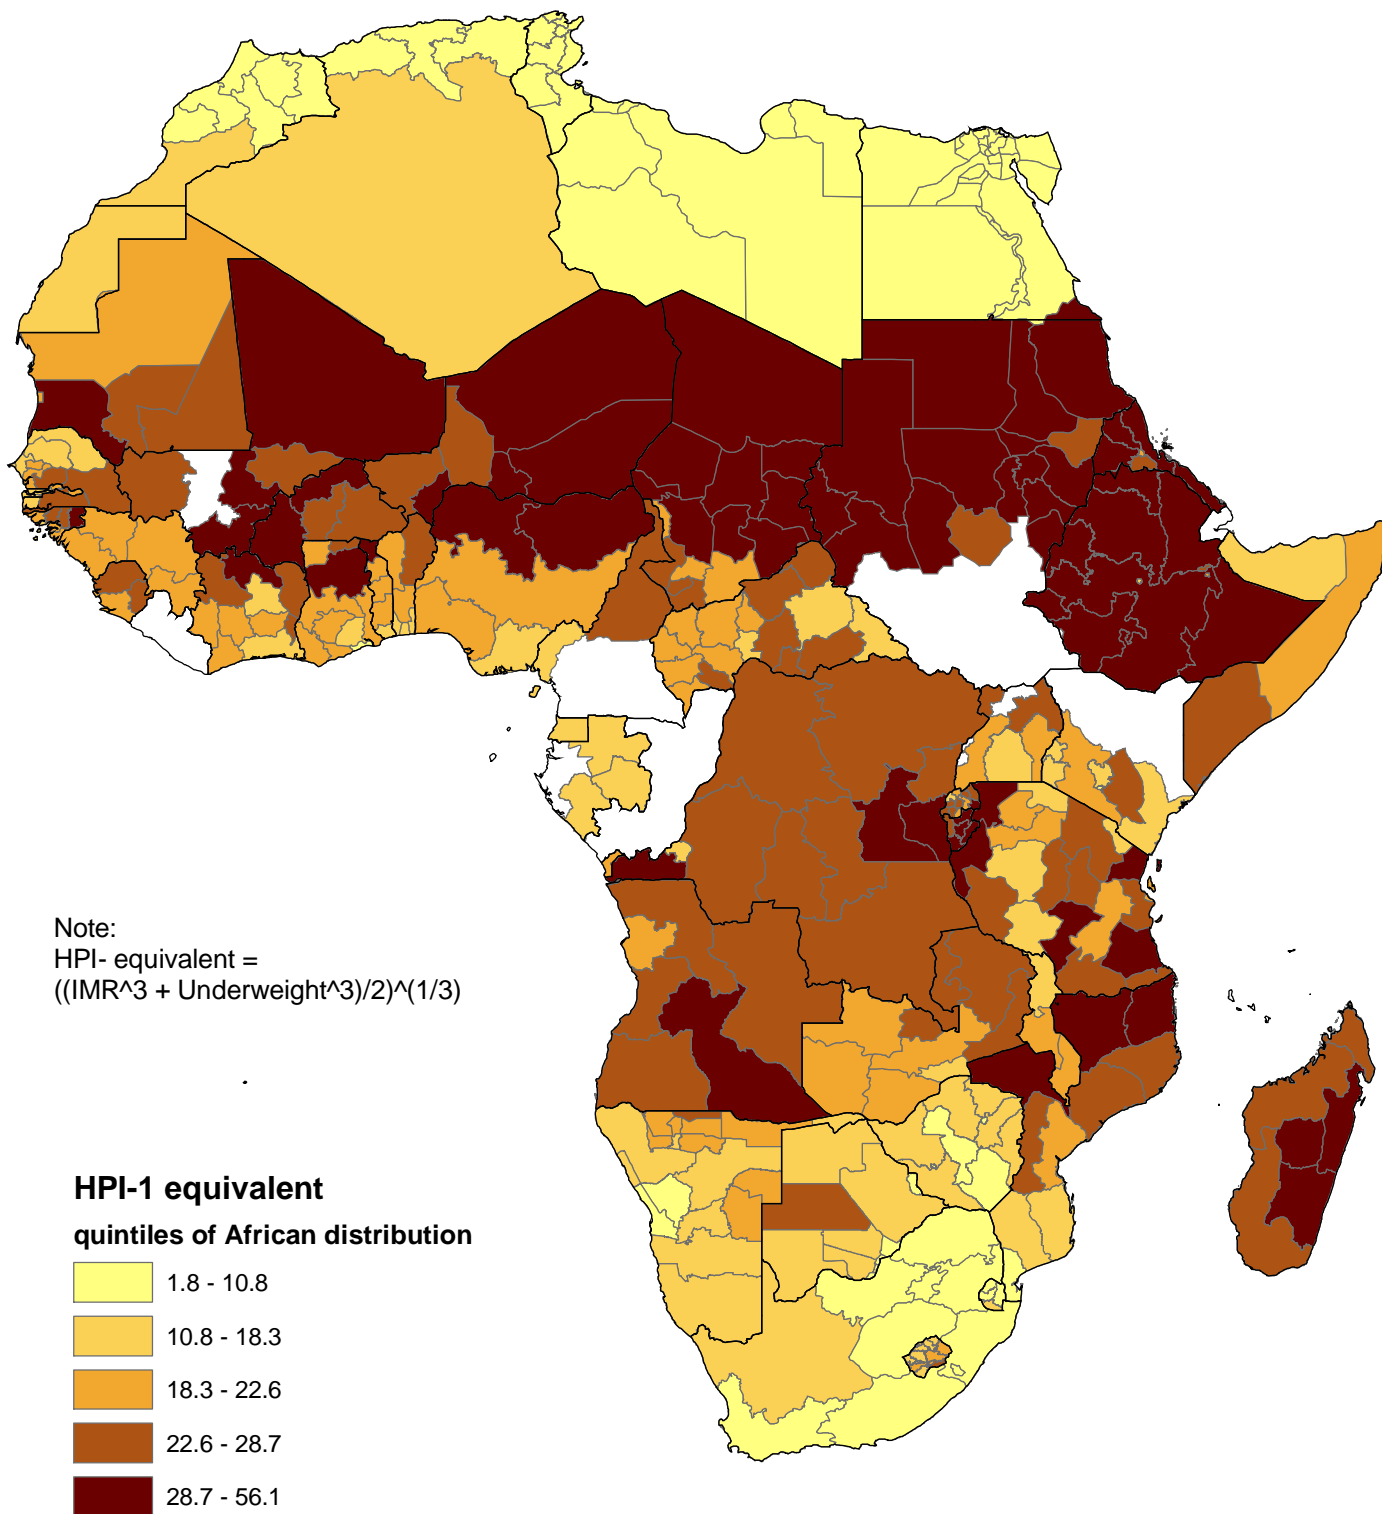 Note:
HPI- equivalent =
((IMR^3 + Underweight^3)/2)^(1/3)
HPI-1 equivalent
quintiles of African distribution
1.8 - 10.8
10.8 - 18.3
18.3 - 22.6
22.6 - 28.7
28.7 - 56.1